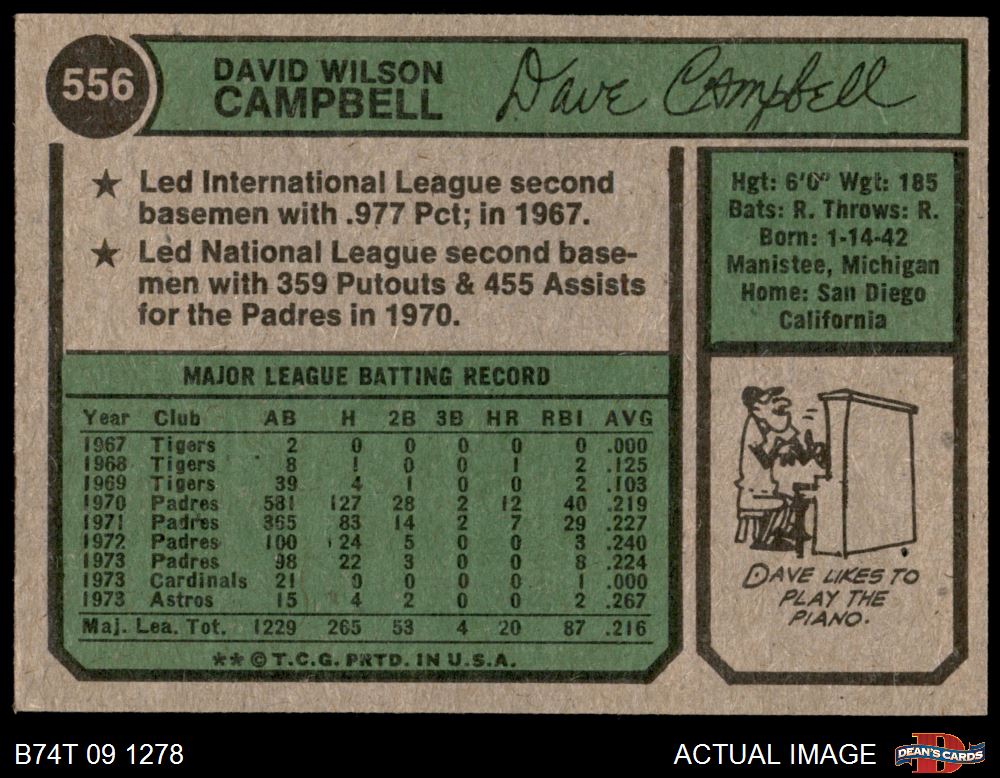 556
DAVID WILSON
CAMPBELL
Dave Campbell
★ Led International League second
basemen with .977 Pct; in 1967.
★ Led National League second base-
men with 359 Putouts & 455 Assists
for the Padres in 1970.
Hgt: 6'0" Wgt: 185
Bats: R. Throws: R.
Born: 1-14-42
Manistee, Michigan
Home: San Diego
California
MAJOR LEAGUE BATTING RECORD
Year Club AB H 2B 3B HR RBI AVG
1967 Tigers 2 0 0 0 0 0 .000
1968 Tigers 8 1 0 0 1 2 .125
1969 Tigers 39 4 1 0 0 2 .103
1970 Padres 581 127 28 2 12 40 .219
1971 Padres 365 83 14 2 7 29 .227
1972 Padres 100 24 5 0 0 3 .240
1973 Padres 98 22 3 0 0 8 .224
1973 Cardinals 21 0 0 0 0 1 .000
1973 Astros 15 4 2 0 0 2 .267
Maj. Lea. Tot. 1229 265 53 4 20 87 .216
** © T.C.G. PRTD. IN U.S.A.
DAVE LIKES TO
PLAY THE
PIANO.
B74T 09 1278
ACTUAL IMAGE
DEAN'S CARDS